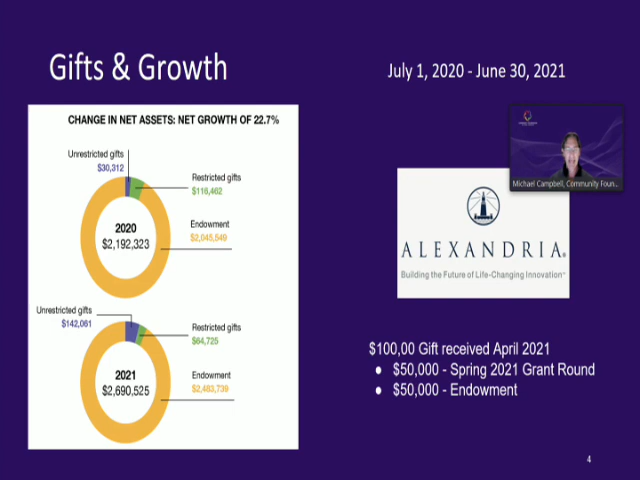 Gifts & Growth
July 1, 2020 - June 30, 2021
CHANGE IN NET ASSETS: NET GROWTH OF 22.7%
Unrestricted gifts
$30,312
Restricted gifts
$116,462
2020
$2,192,323
Endowment
$2,045,549
Unrestricted gifts
$142,061
Restricted gifts
$64,725
2021
$2,690,525
Endowment
$2,483,739
Michael Campbell, Community Foun...
ALEXANDRIA®
Building the Future of Life-Changing Innovation™
$100,00 Gift received April 2021
● $50,000 - Spring 2021 Grant Round
● $50,000 - Endowment
4